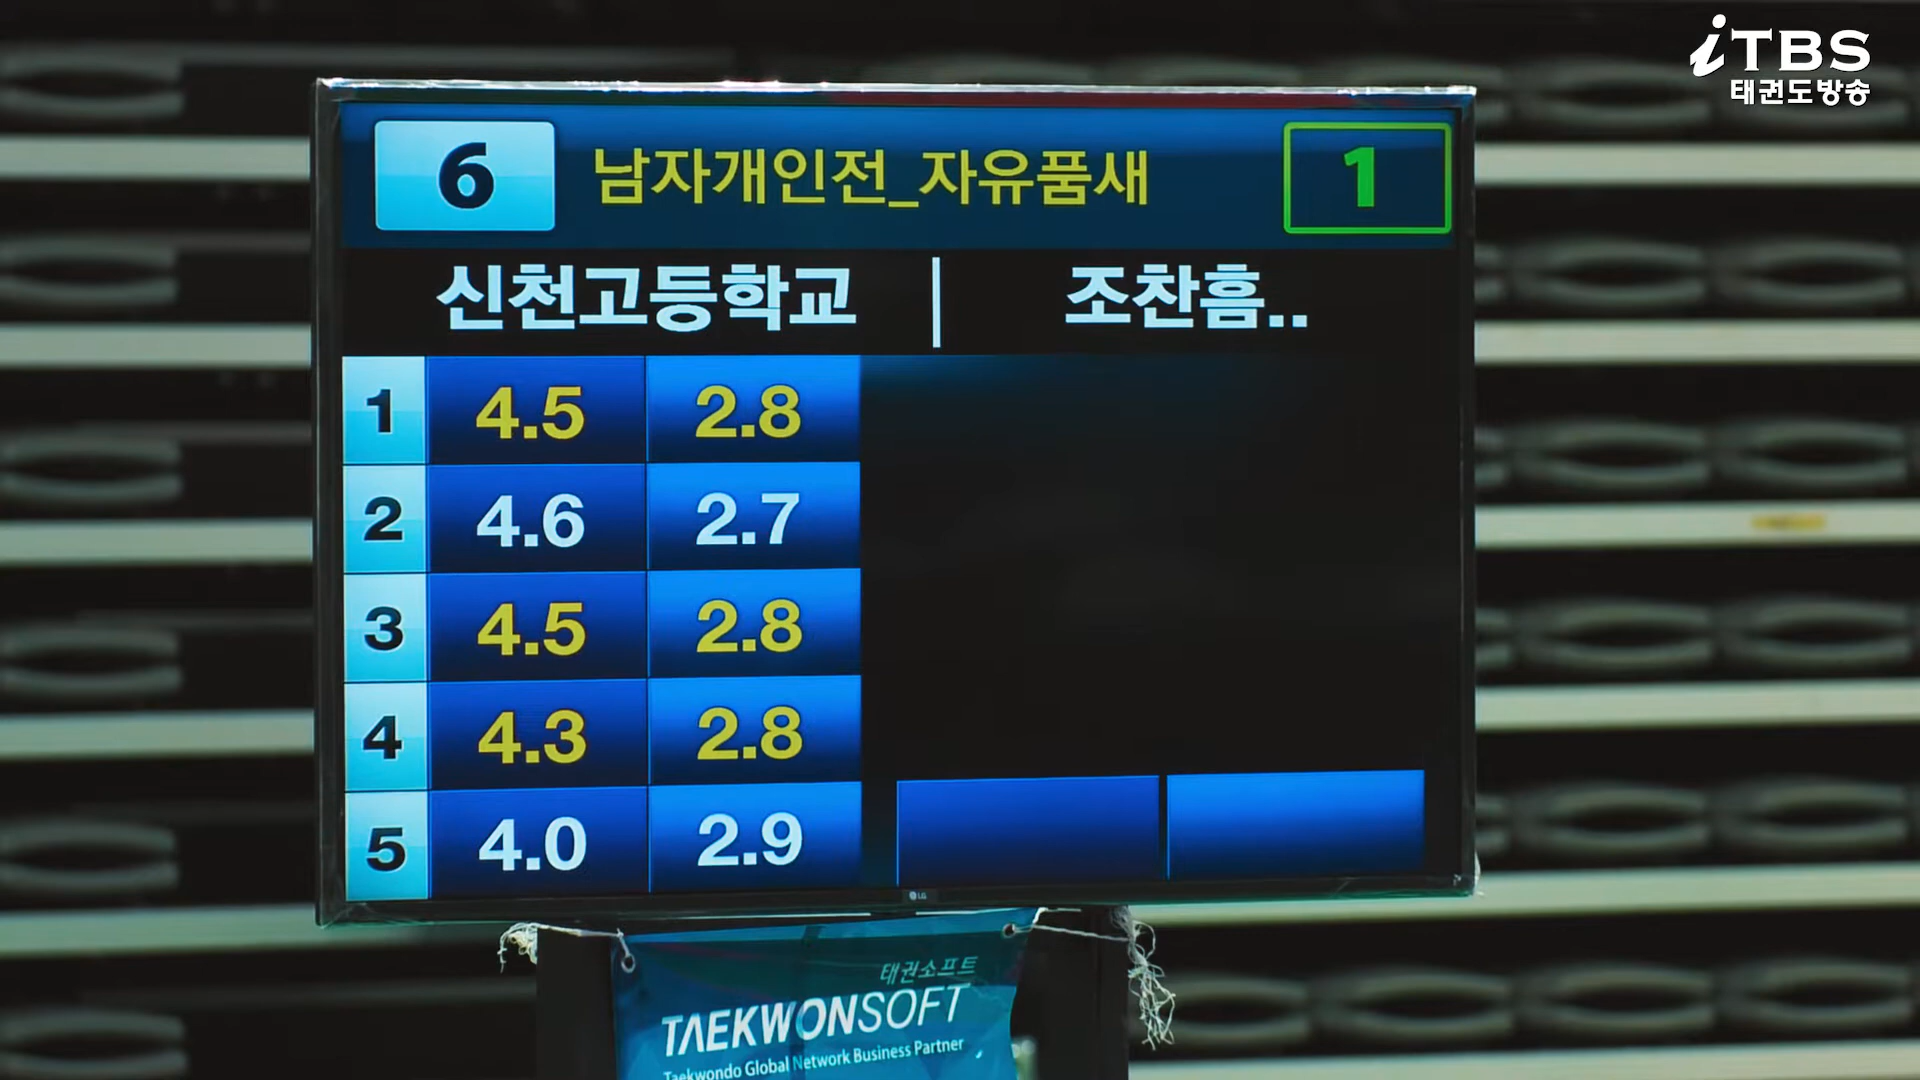 iTBS
태권도방송
6 남자개인전_자유품새 1
신천고등학교 | 조찬흠..
1 4.5 2.8
2 4.6 2.7
3 4.5 2.8
4 4.3 2.8
5 4.0 2.9
LG
태권소프트
TAEKWONSOFT
Taekwondo Global Network Business Partner